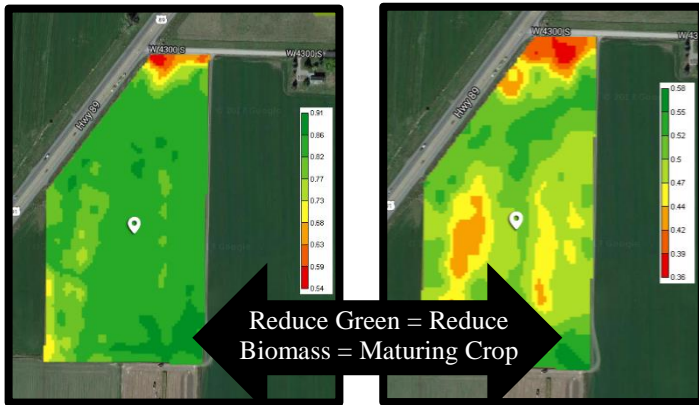 89
W 4300 S
Hwy 89
0.91
0.86
0.82
0.77
0.73
0.68
0.63
0.59
0.54
W 4300 S
W 43
Hwy 89
0.58
0.55
0.52
0.5
0.47
0.44
0.42
0.39
0.36
Reduce Green = Reduce
Biomass = Maturing Crop